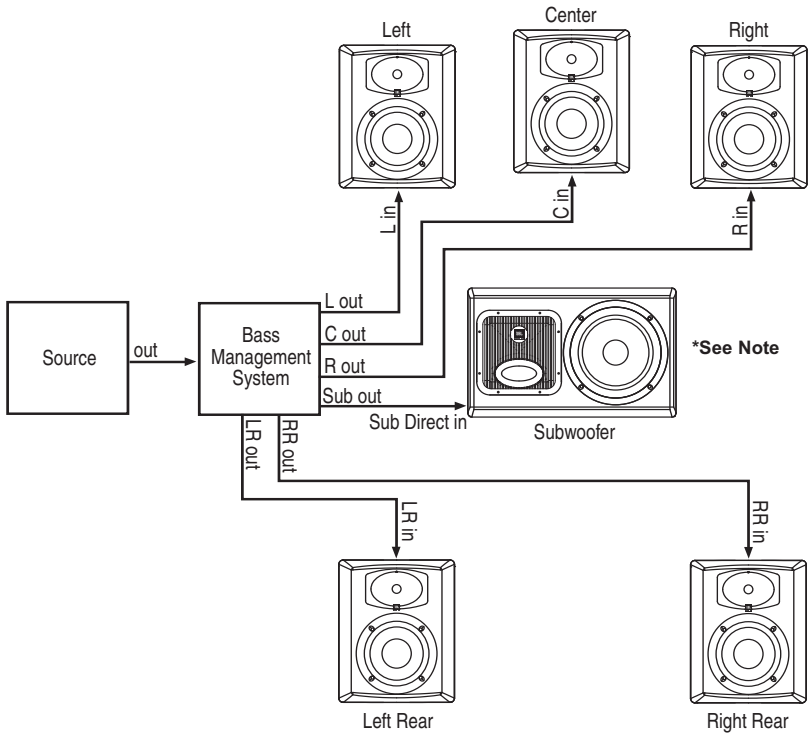 Center
Left
Right
L in
C in
R in
L out
Source
out
Bass
Management
System
C out
R out
*See Note
Sub out
Sub Direct in
Subwoofer
LR out
RR out
LR in
RR in
Left Rear
Right Rear